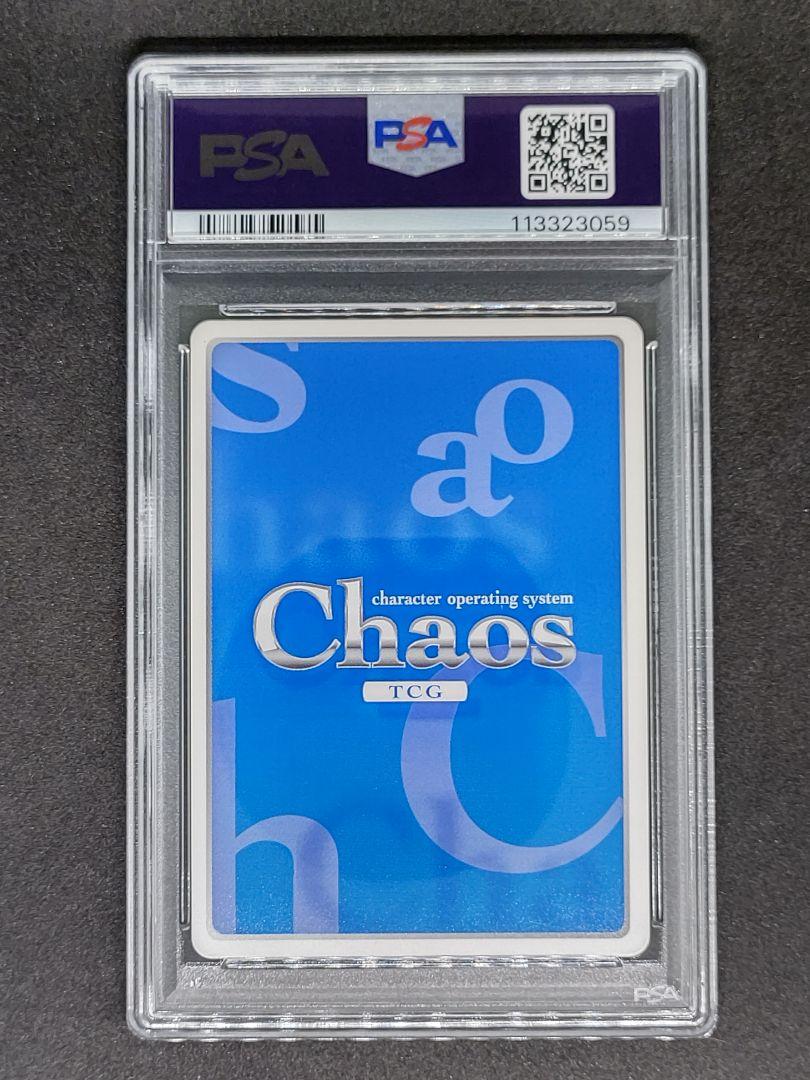 PSA
PSA
113323059
s
o
a
character operating system
Chaos
TCG
C
h
PSA